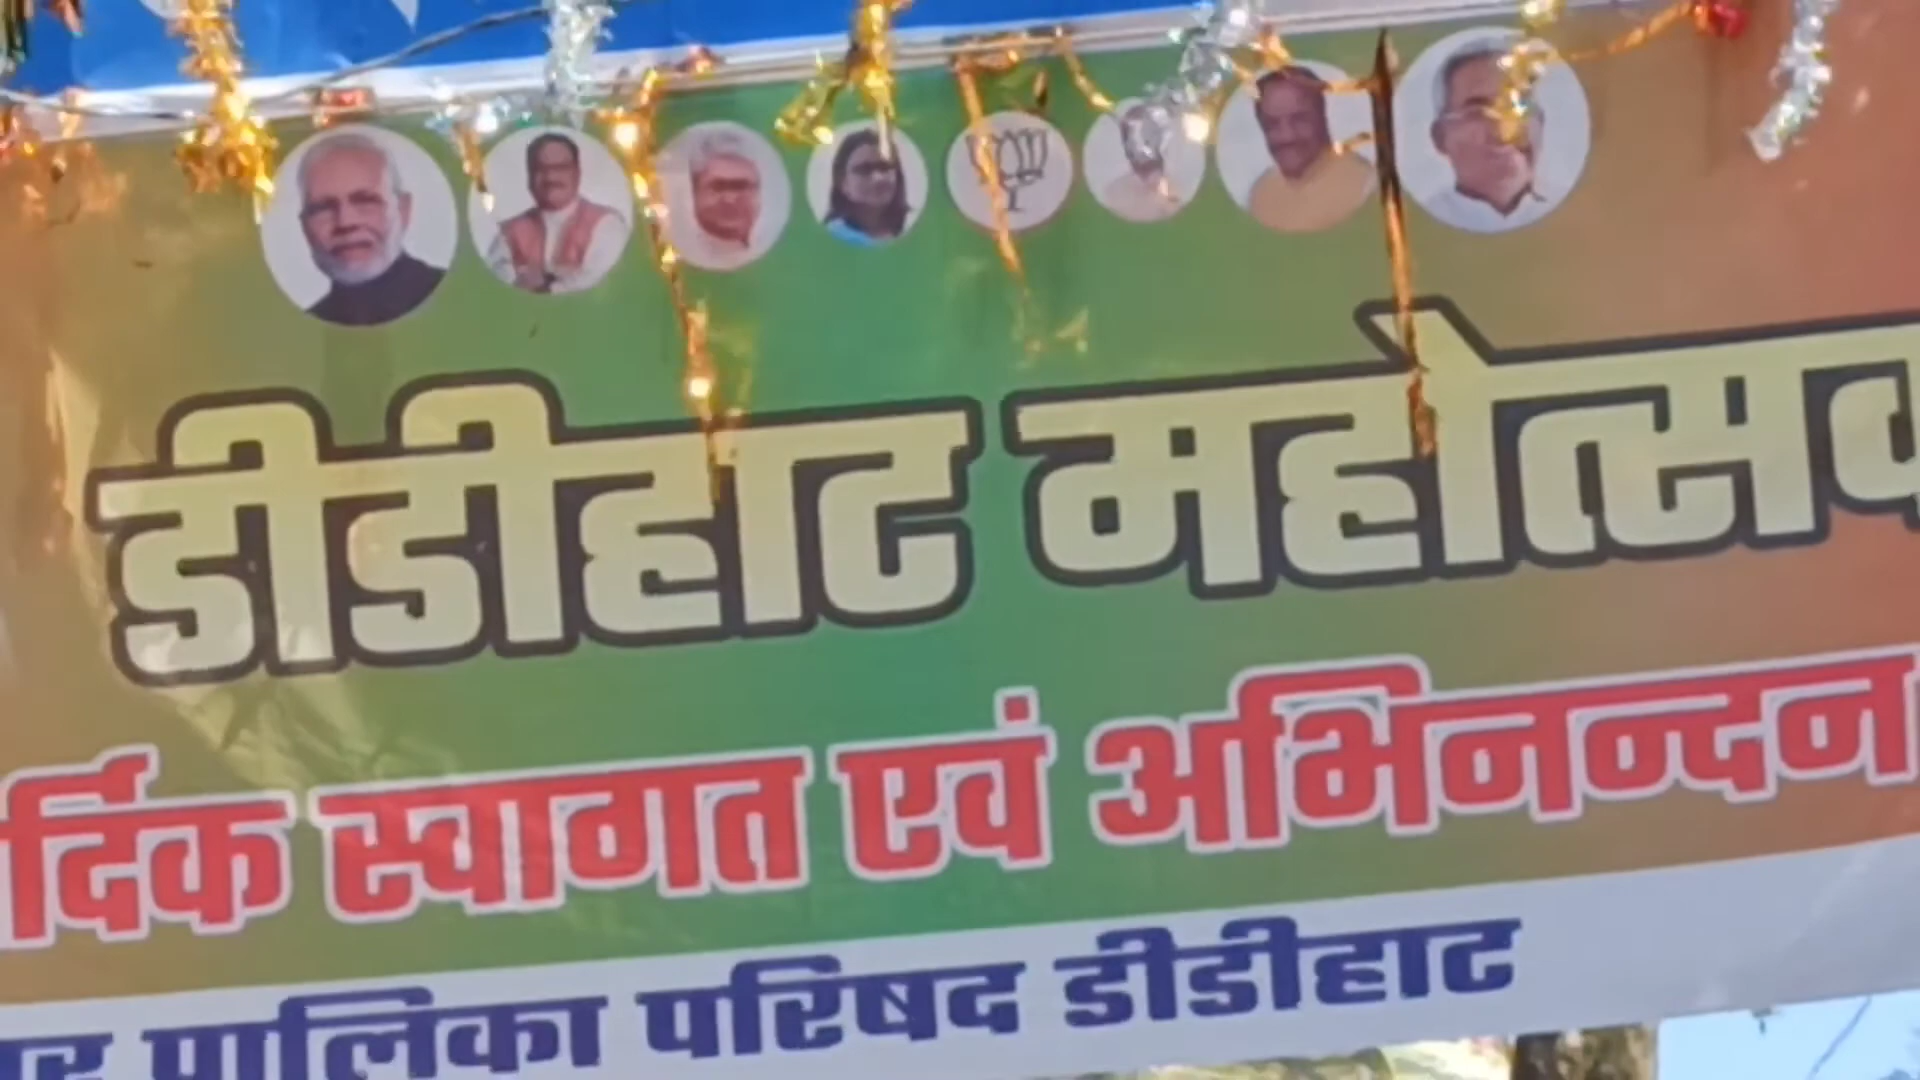 डीडीहाट महोत्सव
र्दिक स्वागत एवं अभिनन्दन
पालिका परिषद डीडीहाट